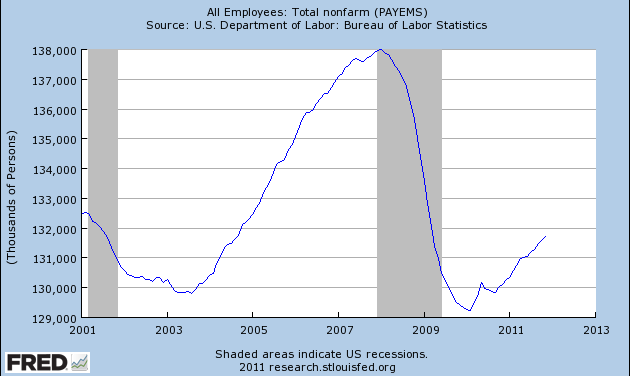 All Employees: Total nonfarm (PAYEMS)
Source: U.S. Department of Labor: Bureau of Labor Statistics
(Thousands of Persons)
138,000
137,000
136,000
135,000
134,000
133,000
132,000
131,000
130,000
129,000
2001 2003 2005 2007 2009 2011 2013
Shaded areas indicate US recessions.
2011 research.stlouisfed.org
FRED